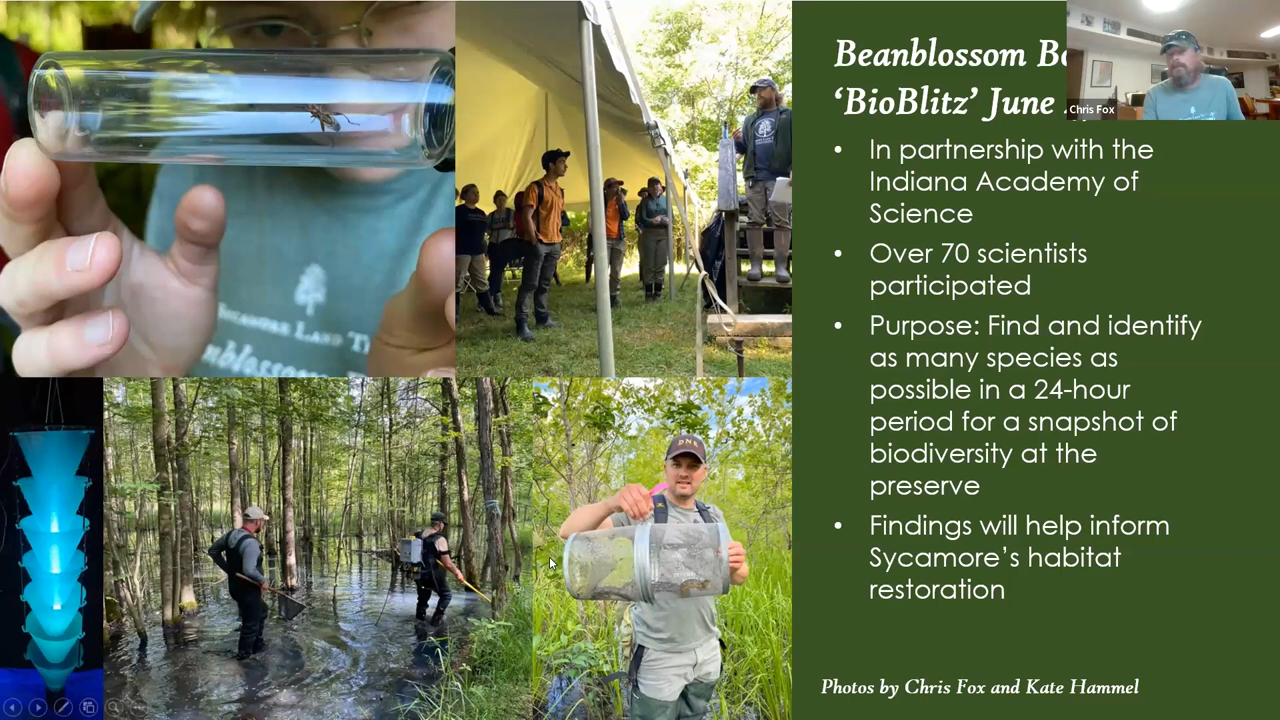 Beanblossom Bo
‘BioBlitz’ June
Chris Fox
• In partnership with the
Indiana Academy of
Science
• Over 70 scientists
participated
• Purpose: Find and identify
as many species as
possible in a 24-hour
period for a snapshot of
biodiversity at the
preserve
• Findings will help inform
Sycamore’s habitat
restoration
Photos by Chris Fox and Kate Hammel
DNR